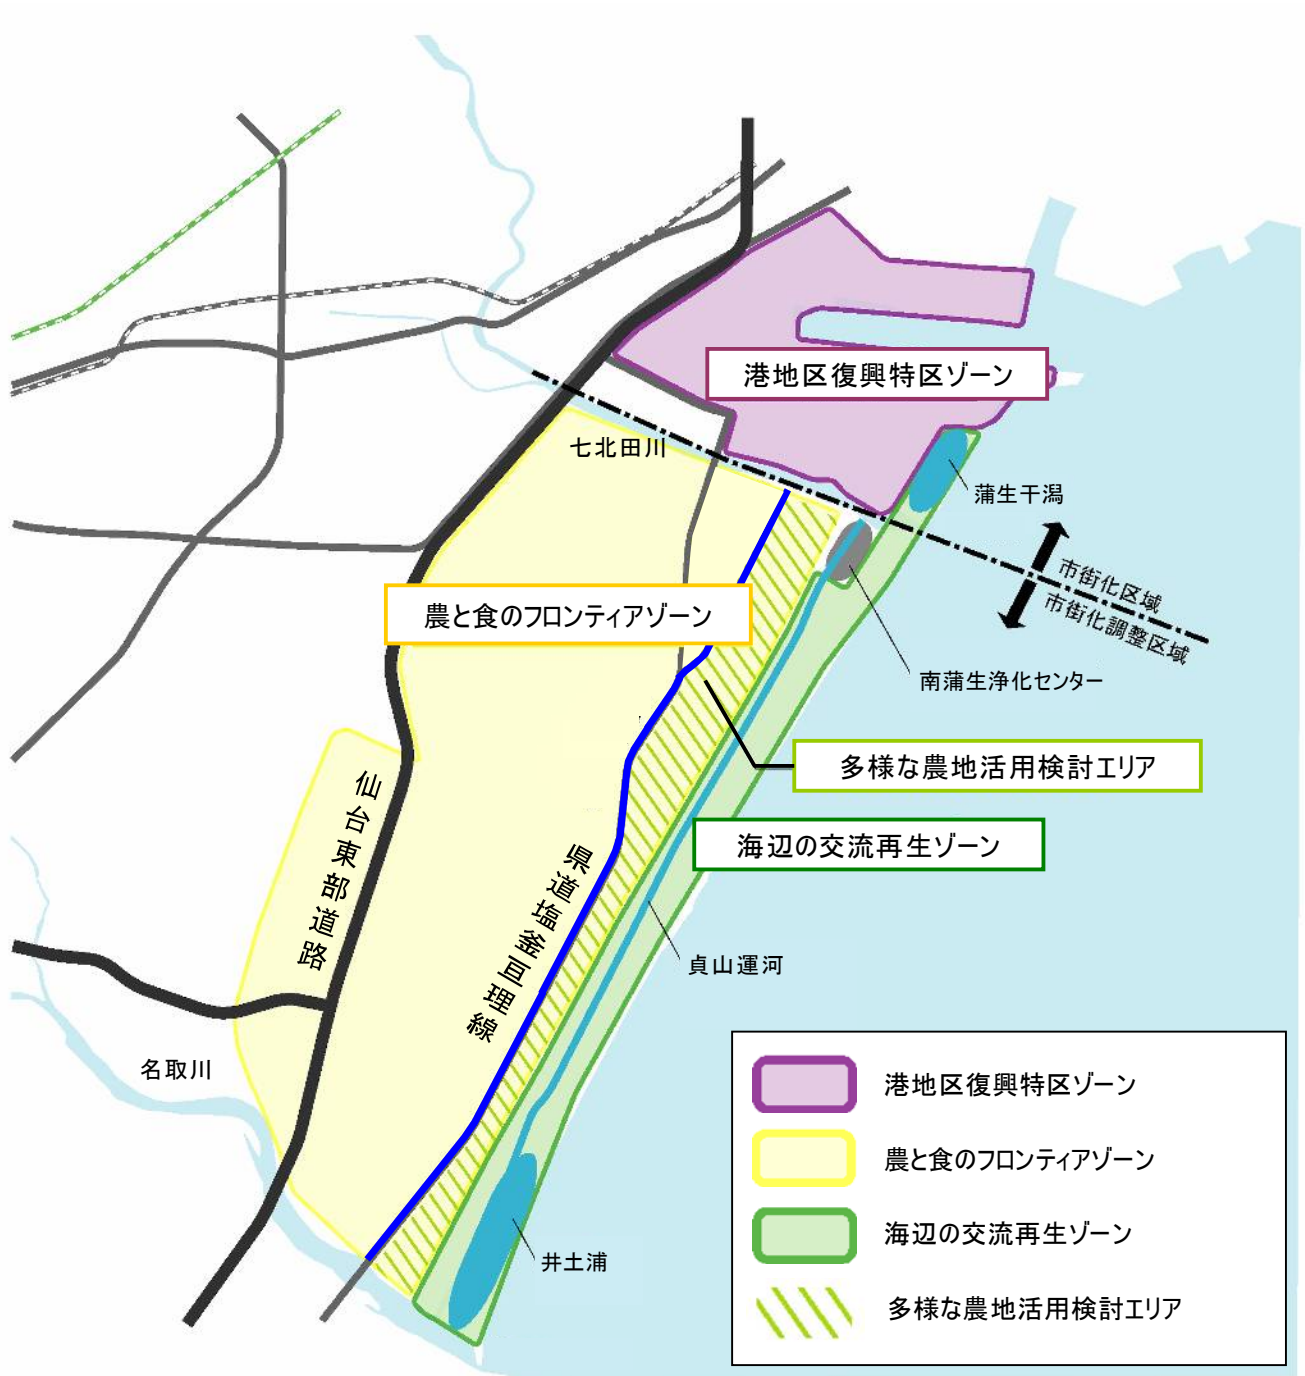 港地区復興特区ゾーン
七北田川
蒲生干潟
市街化区域
市街化調整区域
農と食のフロンティアゾーン
南蒲生浄化センター
多様な農地活用検討エリア
仙台東部道路
海辺の交流再生ゾーン
県道塩釜亘理線
貞山運河
名取川
井土浦
港地区復興特区ゾーン
農と食のフロンティアゾーン
海辺の交流再生ゾーン
多様な農地活用検討エリア